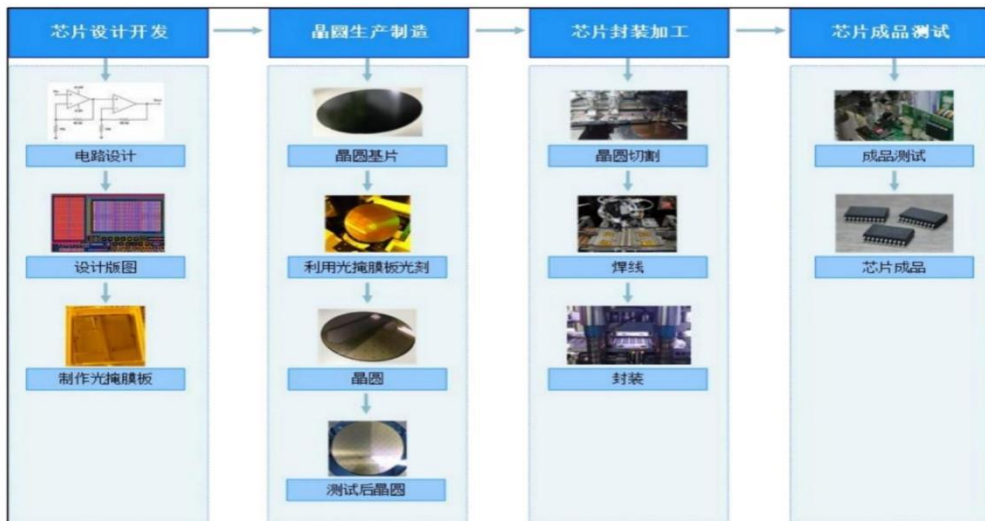 芯片设计开发
晶圆生产制造
芯片封装加工
芯片成品测试
电路设计
设计版图
制作光掩膜板
晶圆基片
利用光掩膜板光刻
晶圆
测试后晶圆
晶圆切割
焊线
封装
成品测试
芯片成品